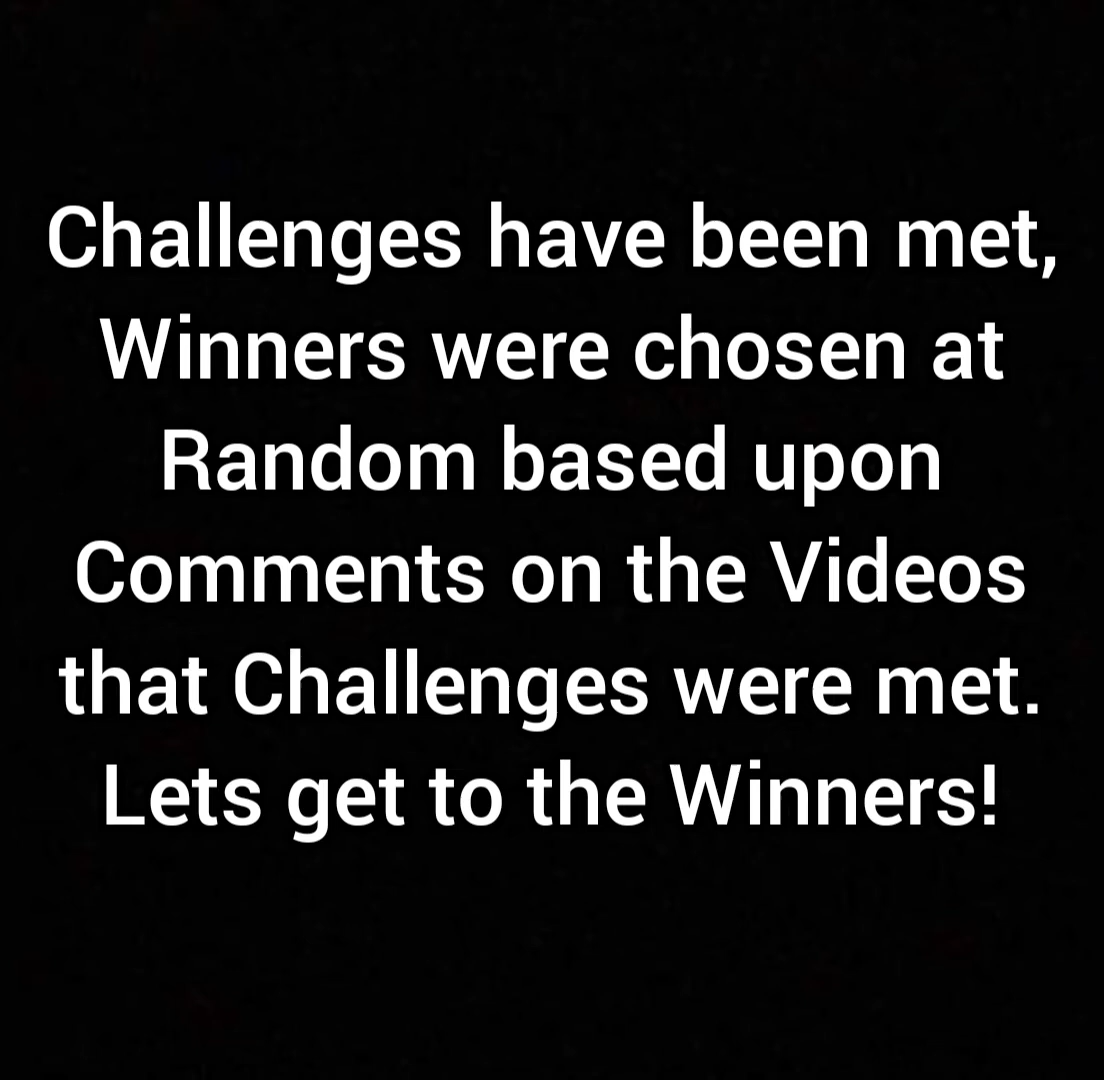 Challenges have been met,
Winners were chosen at
Random based upon
Comments on the Videos
that Challenges were met.
Lets get to the Winners!